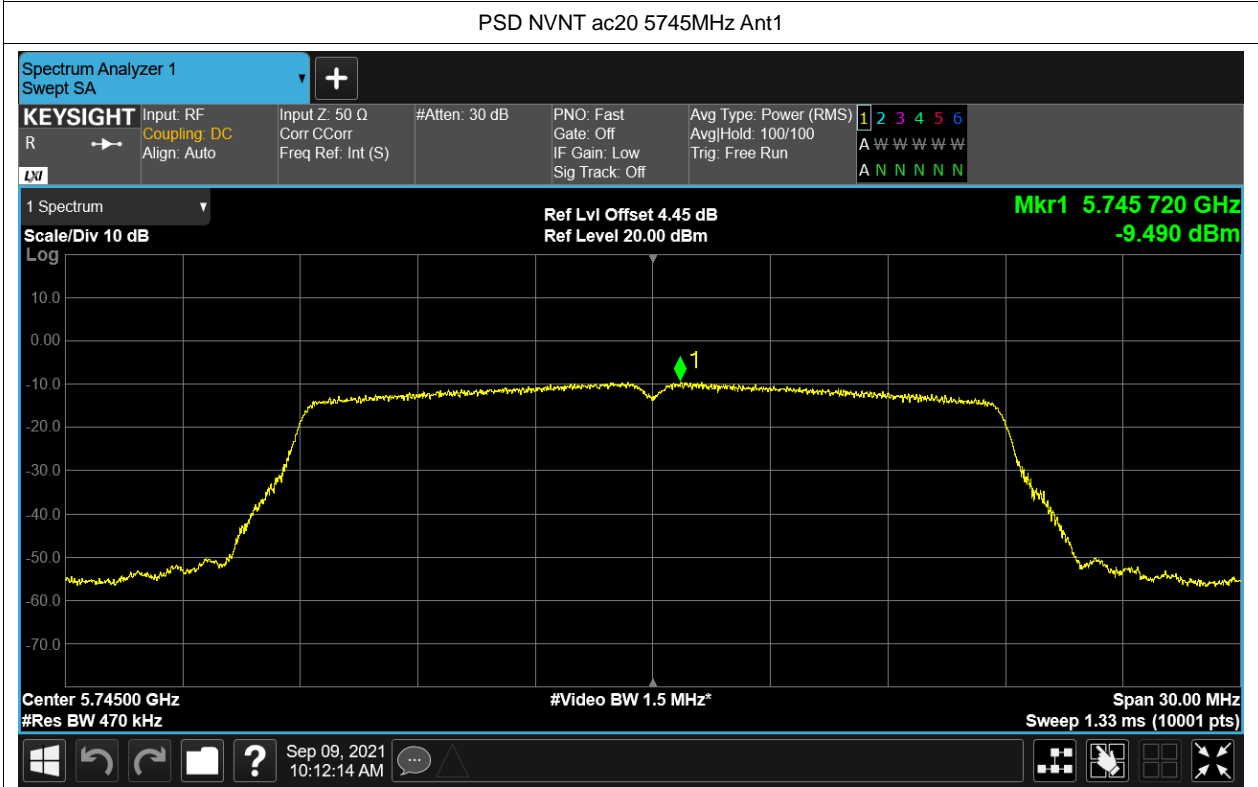 PSD NVNT ac20 5745MHz Ant1
Spectrum Analyzer 1
Swept SA
KEYSIGHT
R
LXI
Input: RF
Coupling: DC
Align: Auto
Input Z: 50 Ω
Corr CCorr
Freq Ref: Int (S)
#Atten: 30 dB
PNO: Fast
Gate: Off
IF Gain: Low
Sig Track: Off
Avg Type: Power (RMS)
Avg|Hold: 100/100
Trig: Free Run
1 2 3 4 5 6
A W W W W W
A N N N N N
1 Spectrum
Scale/Div 10 dB
Ref Lvl Offset 4.45 dB
Ref Level 20.00 dBm
Mkr1 5.745 720 GHz
-9.490 dBm
Log
10.0
0.00
-10.0
-20.0
-30.0
-40.0
-50.0
-60.0
-70.0
1
Center 5.74500 GHz
#Res BW 470 kHz
#Video BW 1.5 MHz*
Span 30.00 MHz
Sweep 1.33 ms (10001 pts)
?
Sep 09, 2021
10:12:14 AM